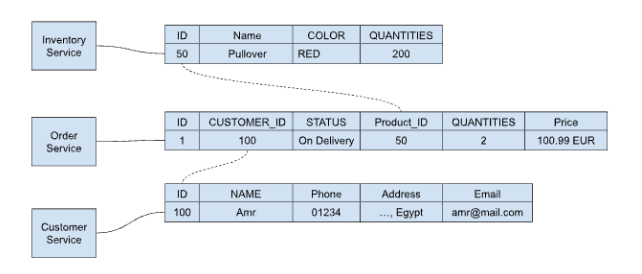 Inventory
Service
ID Name COLOR QUANTITIES
50 Pullover RED 200
Order
Service
ID CUSTOMER_ID STATUS Product_ID QUANTITIES Price
1 100 On Delivery 50 2 100.99 EUR
Customer
Service
ID NAME Phone Address Email
100 Amr 01234 ..., Egypt amr@mail.com